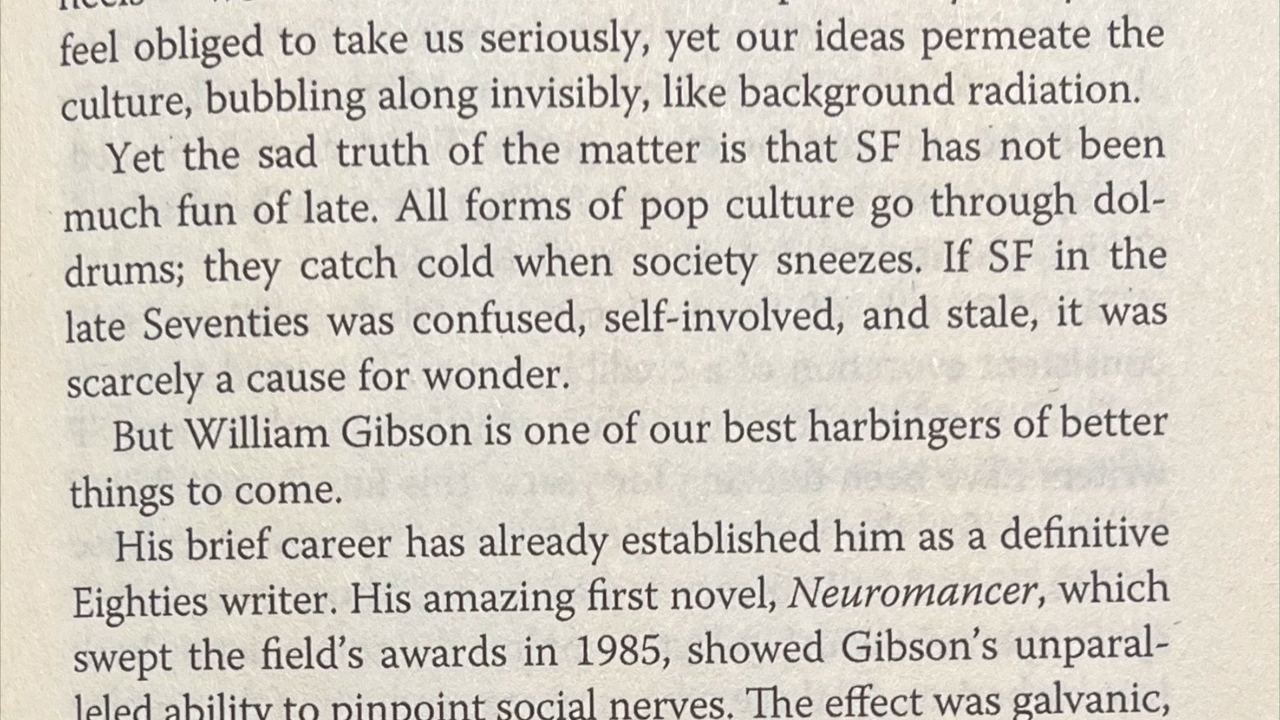 feel obliged to take us seriously, yet our ideas permeate the
culture, bubbling along invisibly, like background radiation.
Yet the sad truth of the matter is that SF has not been
much fun of late. All forms of pop culture go through dol-
drums; they catch cold when society sneezes. If SF in the
late Seventies was confused, self-involved, and stale, it was
scarcely a cause for wonder.
But William Gibson is one of our best harbingers of better
things to come.
His brief career has already established him as a definitive
Eighties writer. His amazing first novel, Neuromancer, which
swept the field's awards in 1985, showed Gibson's unparal-
leled ability to pinpoint social nerves. The effect was galvanic,